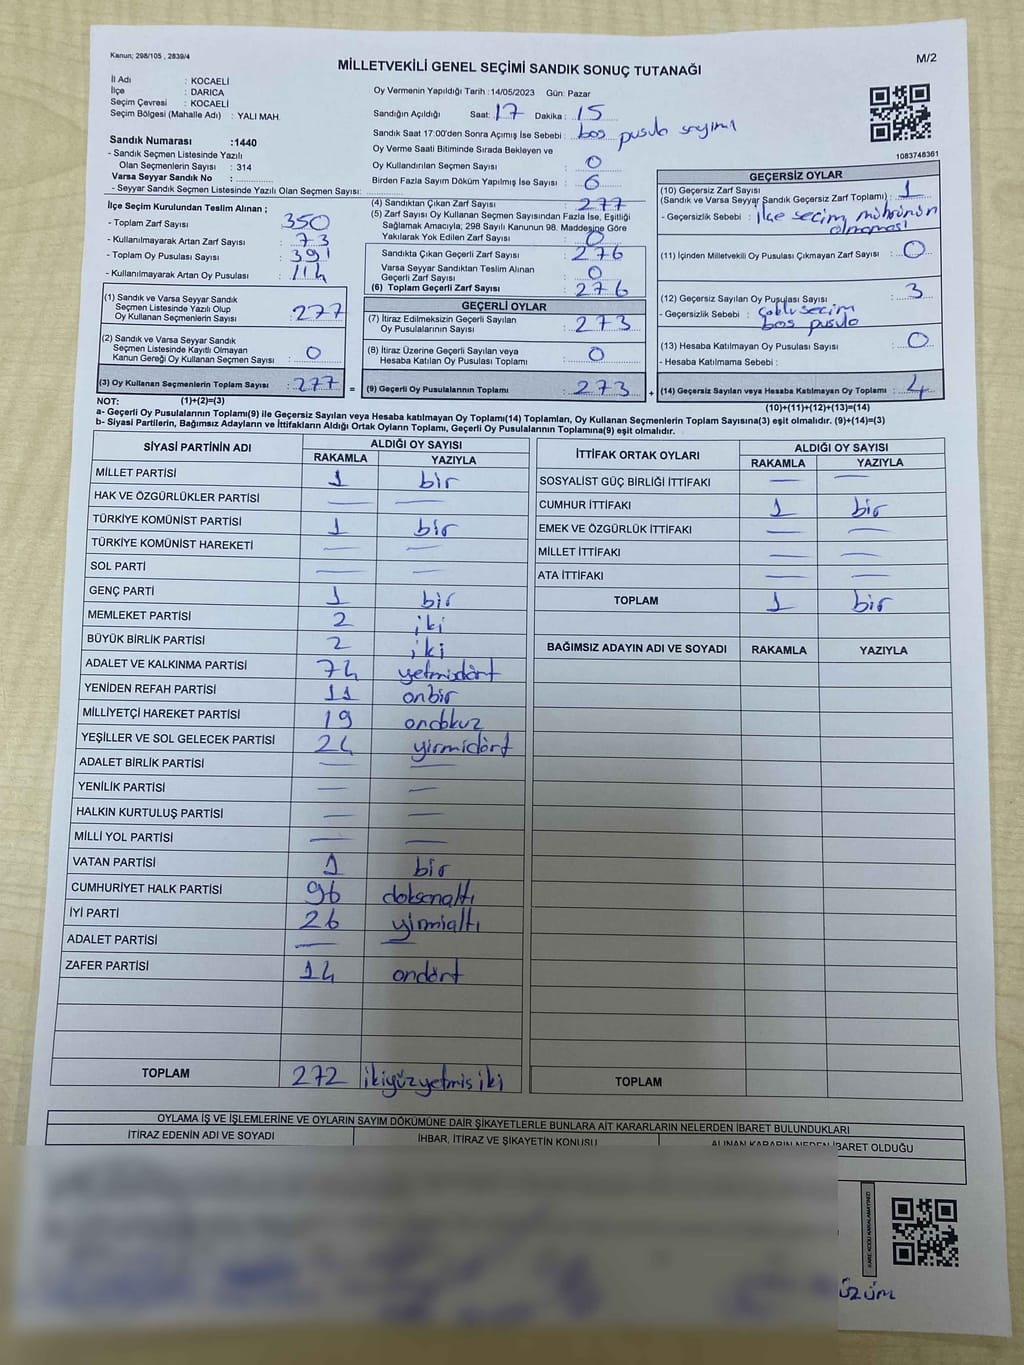 Kanun; 298/105 , 2839/4
M/2
MİLLETVEKİLİ GENEL SEÇİMİ SANDIK SONUÇ TUTANAĞI
İl Adı : KOCAELİ
İlçe : DARICA
Seçim Çevresi : KOCAELİ
Seçim Bölgesi (Mahalle Adı) : YALI MAH.
Sandık Numarası :1440
- Sandık Seçmen Listesinde Yazılı
Olan Seçmenlerin Sayısı : 314
Varsa Seyyar Sandık No :
- Seyyar Sandık Seçmen Listesinde Yazılı Olan Seçmen Sayısı:
Oy Vermenin Yapıldığı Tarih :14/05/2023 Gün: Pazar
Sandığın Açıldığı Saat: 17 Dakika : 15
Sandık Saat 17:00'den Sonra Açımış İse Sebebi : boş pusula sayımı
Oy Verme Saati Bitiminde Sırada Bekleyen ve
Oy Kullandırılan Seçmen Sayısı : 0
Birden Fazla Sayım Döküm Yapılmış İse Sayısı : 0
1083748361
İlçe Seçim Kurulundan Teslim Alınan ;
- Toplam Zarf Sayısı : 350
- Kullanılmayarak Artan Zarf Sayısı : 73
- Toplam Oy Pusulası Sayısı : 391
- Kullanılmayarak Artan Oy Pusulası : 114
(1) Sandık ve Varsa Seyyar Sandık
Seçmen Listesinde Yazılı Olup
Oy Kullanan Seçmenlerin Sayısı : 277
(2) Sandık ve Varsa Seyyar Sandık
Seçmen Listesinde Kayıtlı Olmayan
Kanun Gereği Oy Kullanan Seçmen Sayısı : 0
(3) Oy Kullanan Seçmenlerin Toplam Sayısı : 277 =
(4) Sandıktan Çıkan Zarf Sayısı : 277
(5) Zarf Sayısı Oy Kullanan Seçmen Sayısından Fazla İse, Eşitliği
Sağlamak Amacıyla; 298 Sayılı Kanunun 98. Maddesine Göre
Yakılarak Yok Edilen Zarf Sayısı : 0
Sandıkta Çıkan Geçerli Zarf Sayısı : 276
Varsa Seyyar Sandıktan Teslim Alınan
Geçerli Zarf Sayısı : 0
(6) Toplam Geçerli Zarf Sayısı : 276
GEÇERLİ OYLAR
(7) İtiraz Edilmeksizin Geçerli Sayılan
Oy Pusulalarının Sayısı : 273
(8) İtiraz Üzerine Geçerli Sayılan veya
Hesaba Katılan Oy Pusulası Toplamı : 0
(9) Geçerli Oy Pusulalarının Toplamı : 273 +
GEÇERSİZ OYLAR
(10) Geçersiz Zarf Sayısı
(Sandık ve Varsa Seyyar Sandık Geçersiz Zarf Toplamı) : 1
- Geçersizlik Sebebi : ilçe seçim mührünün
olmaması
(11) İçinden Milletvekili Oy Pusulası Çıkmayan Zarf Sayısı : 0
(12) Geçersiz Sayılan Oy Pusulası Sayısı : 3
- Geçersizlik Sebebi : çoklu seçim
boş pusula
(13) Hesaba Katılmayan Oy Pusulası Sayısı : 0
- Hesaba Katılmama Sebebi :
(14) Geçersiz Sayılan veya Hesaba Katılmayan Oy Toplamı : 4
NOT: (1)+(2)=(3)
(10)+(11)+(12)+(13)=(14)
a- Geçerli Oy Pusulalarının Toplamı(9) ile Geçersiz Sayılan veya Hesaba katılmayan Oy Toplamı(14) Toplamları, Oy Kullanan Seçmenlerin Toplam Sayısına(3) eşit olmalıdır. (9)+(14)=(3)
b- Siyasi Partilerin, Bağımsız Adayların ve İttifakların Aldığı Ortak Oyların Toplamı, Geçerli Oy Pusulalarının Toplamına(9) eşit olmalıdır.
SİYASİ PARTİNİN ADI ALDIĞI OY SAYISI
RAKAMLA YAZIYLA
MİLLET PARTİSİ 1 bir
HAK VE ÖZGÜRLÜKLER PARTİSİ — —
TÜRKİYE KOMÜNİST PARTİSİ 1 bir
TÜRKİYE KOMÜNİST HAREKETİ — —
SOL PARTİ — —
GENÇ PARTİ 1 bir
MEMLEKET PARTİSİ 2 iki
BÜYÜK BİRLİK PARTİSİ 2 iki
ADALET VE KALKINMA PARTİSİ 74 yetmişdört
YENİDEN REFAH PARTİSİ 11 onbir
MİLLİYETÇİ HAREKET PARTİSİ 19 ondokuz
YEŞİLLER VE SOL GELECEK PARTİSİ 24 yirmidört
ADALET BİRLİK PARTİSİ — —
YENİLİK PARTİSİ — —
HALKIN KURTULUŞ PARTİSİ — —
MİLLİ YOL PARTİSİ — —
VATAN PARTİSİ 1 bir
CUMHURİYET HALK PARTİSİ 96 doksanaltı
İYİ PARTİ 26 yirmialtı
ADALET PARTİSİ — —
ZAFER PARTİSİ 14 ondört
TOPLAM 272 ikiyüzyetmiş iki
İTTİFAK ORTAK OYLARI ALDIĞI OY SAYISI
RAKAMLA YAZIYLA
SOSYALİST GÜÇ BİRLİĞİ İTTİFAKI — —
CUMHUR İTTİFAKI 1 bir
EMEK VE ÖZGÜRLÜK İTTİFAKI — —
MİLLET İTTİFAKI — —
ATA İTTİFAKI — —
TOPLAM 1 bir
BAĞIMSIZ ADAYIN ADI VE SOYADI RAKAMLA YAZIYLA
TOPLAM
OYLAMA İŞ VE İŞLEMLERİNE VE OYLARIN SAYIM DÖKÜMÜNE DAİR ŞİKAYETLERLE BUNLARA AİT KARARLARIN NELERDEN İBARET BULUNDUKLARI
İTİRAZ EDENİN ADI VE SOYADI İHBAR, İTİRAZ VE ŞİKAYETİN KONUSU ALINAN KARARIN NEDEN İBARET OLDUĞU
KARE KODU KARALAMAYINIZ!